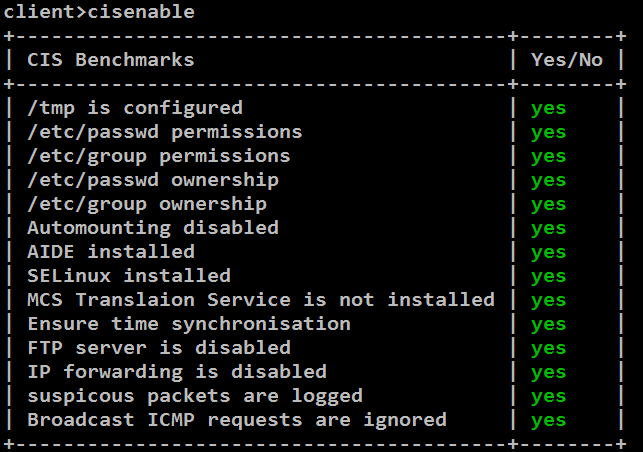 client>cisenable
+-----------------------------------------+--------+
| CIS Benchmarks                          | Yes/No |
+-----------------------------------------+--------+
| /tmp is configured                      | yes    |
| /etc/passwd permissions                 | yes    |
| /etc/group permissions                  | yes    |
| /etc/passwd ownership                   | yes    |
| /etc/group ownership                    | yes    |
| Automounting disabled                   | yes    |
| AIDE installed                          | yes    |
| SELinux installed                       | yes    |
| MCS Translaion Service is not installed | yes    |
| Ensure time synchronisation             | yes    |
| FTP server is disabled                  | yes    |
| IP forwarding is disabled               | yes    |
| suspicous packets are logged            | yes    |
| Broadcast ICMP requests are ignored     | yes    |
+-----------------------------------------+--------+